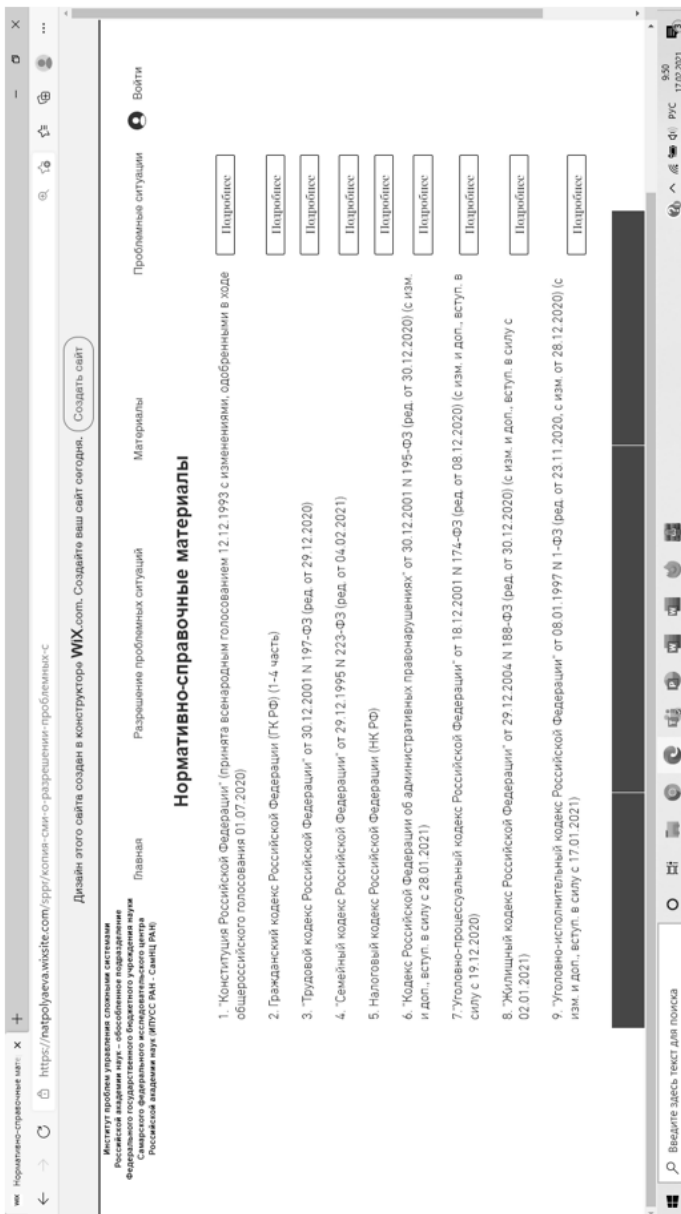 WiX Нормативно-справочные мате
https://natpolyaeva.wixsite.com/sppr/копия-сми-о-разрешении-проблемных-с
Дизайн этого сайта создан в конструкторе WiX.com. Создайте ваш сайт сегодня. Создать сайт
Институт проблем управления сложными системами
Российской академии наук – обособленное подразделение
Федерального государственного бюджетного учреждения науки
Самарского федерального исследовательского центра
Российской академии наук (ИПУСС РАН - СамНЦ РАН)
Главная
Разрешение проблемных ситуаций
Материалы
Проблемные ситуации
Войти
Нормативно-справочные материалы
1. "Конституция Российской Федерации" (принята всенародным голосованием 12.12.1993 с изменениями, одобренными в ходе
общероссийского голосования 01.07.2020)
Подробнее
2. Гражданский кодекс Российской Федерации (ГК РФ) (1-4 часть)
Подробнее
3. "Трудовой кодекс Российской Федерации" от 30.12.2001 N 197-ФЗ (ред. от 29.12.2020)
Подробнее
4. "Семейный кодекс Российской Федерации" от 29.12.1995 N 223-ФЗ (ред. от 04.02.2021)
Подробнее
5. Налоговый кодекс Российской Федерации (НК РФ)
Подробнее
6. "Кодекс Российской Федерации об административных правонарушениях" от 30.12.2001 N 195-ФЗ (ред. от 30.12.2020) (с изм.
и доп., вступ. в силу с 28.01.2021)
Подробнее
7."Уголовно-процессуальный кодекс Российской Федерации" от 18.12.2001 N 174-ФЗ (ред. от 08.12.2020) (с изм. и доп., вступ. в
силу с 19.12.2020)
Подробнее
8. "Жилищный кодекс Российской Федерации" от 29.12.2004 N 188-ФЗ (ред. от 30.12.2020) (с изм. и доп., вступ. в силу с
02.01.2021)
Подробнее
9. "Уголовно-исполнительный кодекс Российской Федерации" от 08.01.1997 N 1-ФЗ (ред. от 23.11.2020, с изм. от 28.12.2020) (с
изм. и доп., вступ. в силу с 17.01.2021)
Подробнее
Введите здесь текст для поиска
РУС
9:50
17.02.2021